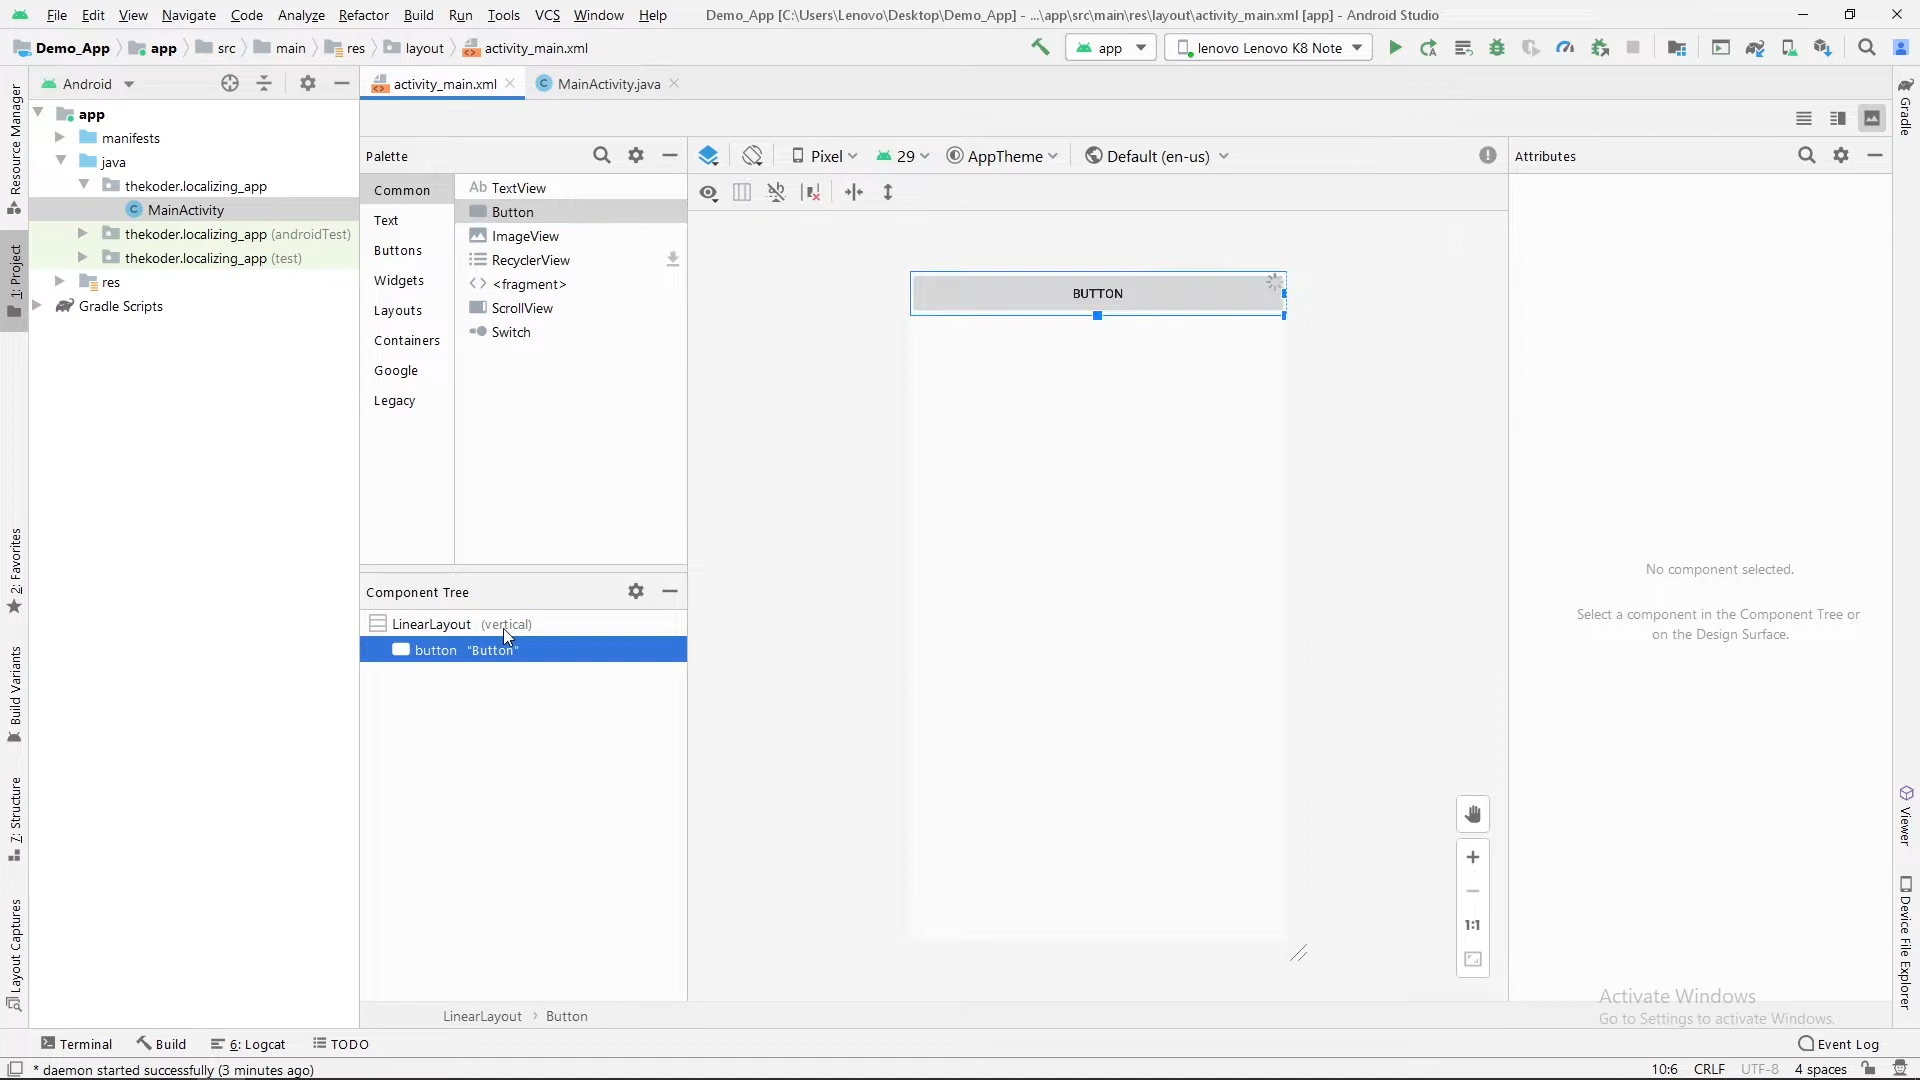 File Edit View Navigate Code Analyze Refactor Build Run Tools VCS Window Help Demo_App [C:\Users\Lenovo\Desktop\Demo_App] - ...\app\src\main\res\layout\activity_main.xml [app] - Android Studio
Demo_App app src main res layout activity_main.xml app lenovo Lenovo K8 Note
Android
activity_main.xml MainActivity.java
app
manifests
java
thekoder.localizing_app
MainActivity
thekoder.localizing_app (androidTest)
thekoder.localizing_app (test)
res
Gradle Scripts
Resource Manager
1: Project
2: Favorites
Build Variants
7: Structure
Layout Captures
Palette
Common
Text
Buttons
Widgets
Layouts
Containers
Google
Legacy
Ab TextView
Button
ImageView
RecyclerView
<fragment>
ScrollView
Switch
Component Tree
LinearLayout (vertical)
button "Button"
Pixel 29 AppTheme Default (en-us)
BUTTON
1:1
Attributes
No component selected.
Select a component in the Component Tree or
on the Design Surface.
Gradle
Viewer
Device File Explorer
Activate Windows
Go to Settings to activate Windows.
LinearLayout › Button
Terminal Build 6: Logcat TODO Event Log
* daemon started successfully (3 minutes ago) 10:6 CRLF UTF-8 4 spaces